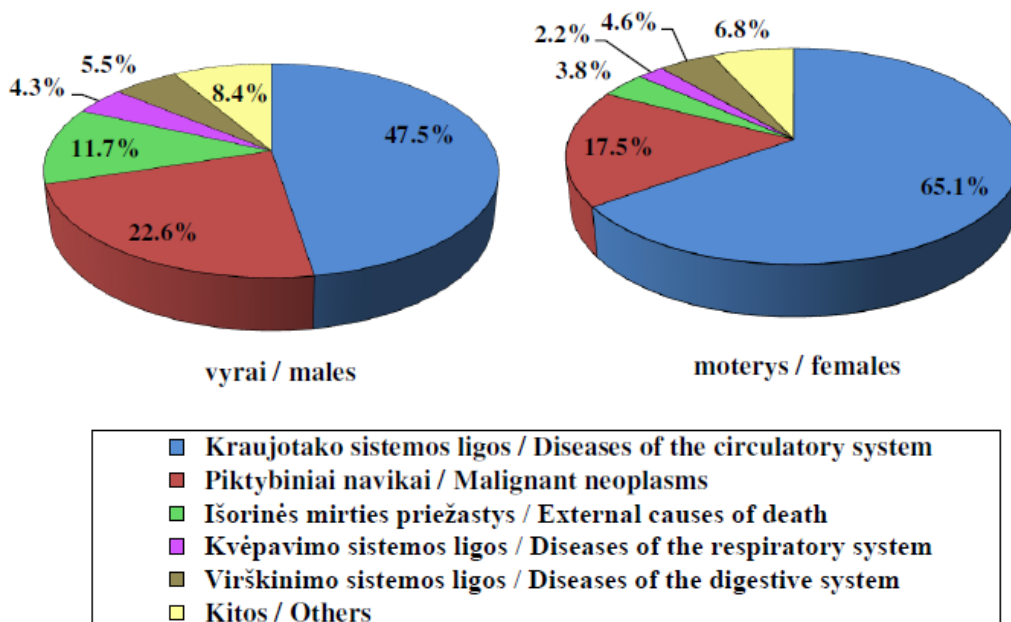 5.5%
4.3%
8.4%
47.5%
11.7%
22.6%
vyrai / males
4.6%
6.8%
2.2%
3.8%
17.5%
65.1%
moterys / females
Kraujotako sistemos ligos / Diseases of the circulatory system
Piktybiniai navikai / Malignant neoplasms
Išorinės mirties priežastys / External causes of death
Kvėpavimo sistemos ligos / Diseases of the respiratory system
Virškinimo sistemos ligos / Diseases of the digestive system
Kitos / Others